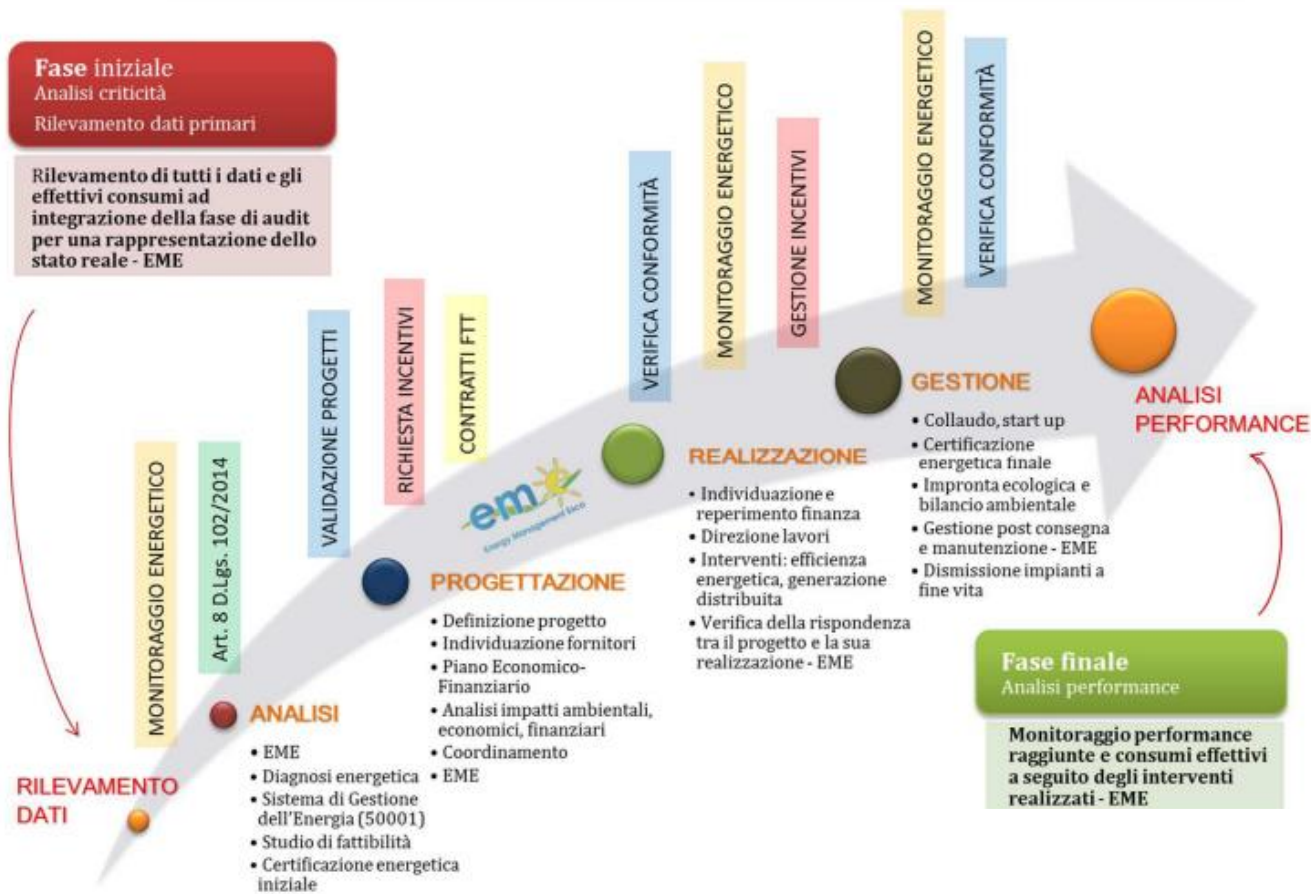 Fase iniziale
Analisi criticità
Rilevamento dati primari
Rilevamento di tutti i dati e gli
effettivi consumi ad
integrazione della fase di audit
per una rappresentazione dello
stato reale - EME
RILEVAMENTO
DATI
MONITORAGGIO ENERGETICO
Art. 8 D.Lgs. 102/2014
ANALISI
• EME
• Diagnosi energetica
• Sistema di Gestione
dell'Energia (50001)
• Studio di fattibilità
• Certificazione energetica
iniziale
VALIDAZIONE PROGETTI
RICHIESTA INCENTIVI
CONTRATTI FTT
em
Energy Management Etico
PROGETTAZIONE
• Definizione progetto
• Individuazione fornitori
• Piano Economico-
Finanziario
• Analisi impatti ambientali,
economici, finanziari
• Coordinamento
• EME
VERIFICA CONFORMITÀ
MONITORAGGIO ENERGETICO
GESTIONE INCENTIVI
REALIZZAZIONE
• Individuazione e
reperimento finanza
• Direzione lavori
• Interventi: efficienza
energetica, generazione
distribuita
• Verifica della rispondenza
tra il progetto e la sua
realizzazione - EME
MONITORAGGIO ENERGETICO
VERIFICA CONFORMITÀ
GESTIONE
• Collaudo, start up
• Certificazione
energetica finale
• Impronta ecologica e
bilancio ambientale
• Gestione post consegna
e manutenzione - EME
• Dismissione impianti a
fine vita
ANALISI
PERFORMANCE
Fase finale
Analisi performance
Monitoraggio performance
raggiunte e consumi effettivi
a seguito degli interventi
realizzati - EME